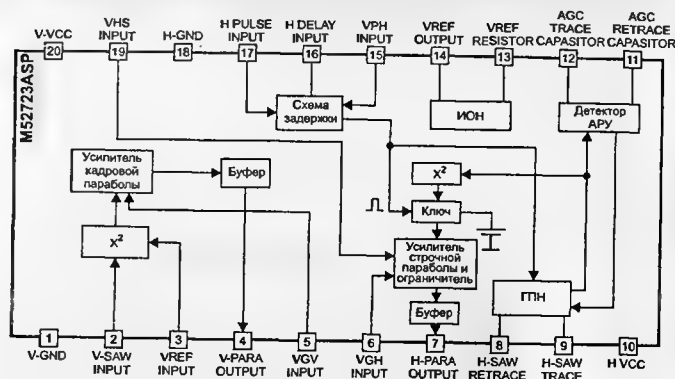 V-VCC
VHS
INPUT
H-GND
H PULSE
INPUT
H DELAY
INPUT
VPH
INPUT
VREF
OUTPUT
VREF
RESISTOR
AGC
TRACE
CAPASITOR
AGC
RETRACE
CAPASITOR
20
19
18
17
16
15
14
13
12
11
M52723ASP
Схема
задержки
ИОН
Детектор
АРУ
Усилитель
кадровой
параболы
Буфер
X²
X²
Ключ
Усилитель
строчной
параболы и
ограничитель
Буфер
ГПН
1
2
3
4
5
6
7
8
9
10
V-GND
V-SAW
INPUT
VREF
INPUT
V-PARA
OUTPUT
VGV
INPUT
VGH
INPUT
H-PARA
OUTPUT
H-SAW
RETRACE
H-SAW
TRACE
H VCC